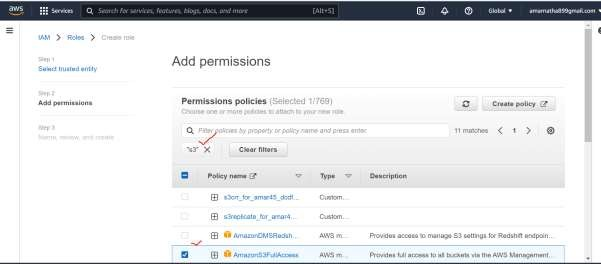 aws
Services
Search for services, features, blogs, docs, and more
[Alt+S]
Global
amarnatha899@gmail.com
IAM > Roles > Create role
Step 1
Select trusted entity
Step 2
Add permissions
Step 3
Name, review, and create
Add permissions
Permissions policies (Selected 1/769)
Choose one or more policies to attach to your new role.
Create policy
Filter policies by property or policy name and press enter
11 matches
1
"s3"
Clear filters
Policy name
Type
Description
s3crr_for_amar45_dcdf...
Custom...
s3replicate_for_amar4...
Custom...
AmazonDMSRedsh...
AWS m...
Provides access to manage S3 settings for Redshift endpoin...
AmazonS3FullAccess
AWS m...
Provides full access to all buckets via the AWS Management...